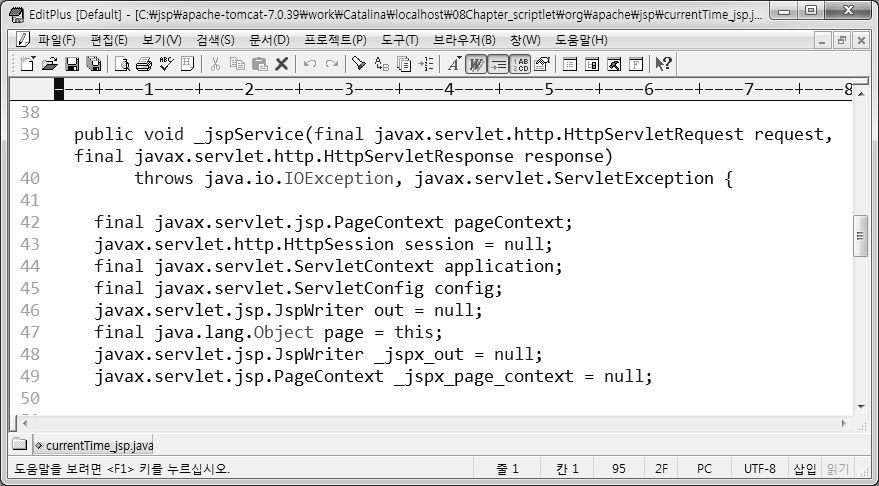 EditPlus [Default] - [C:₩jsp₩apache-tomcat-7.0.39₩work₩Catalina₩localhost₩08Chapter_scriptlet₩org₩apache₩jsp₩currentTime_jsp.j...
파일(F) 편집(E) 보기(V) 검색(S) 문서(D) 프로젝트(P) 도구(T) 브라우저(B) 창(W) 도움말(H)
----+----1----+----2----+----3----+----4----+----5----+----6----+----7----+----8
38
39 public void _jspService(final javax.servlet.http.HttpServletRequest request,
final javax.servlet.http.HttpServletResponse response)
40 throws java.io.IOException, javax.servlet.ServletException {
41
42 final javax.servlet.jsp.PageContext pageContext;
43 javax.servlet.http.HttpSession session = null;
44 final javax.servlet.ServletContext application;
45 final javax.servlet.ServletConfig config;
46 javax.servlet.jsp.JspWriter out = null;
47 final java.lang.Object page = this;
48 javax.servlet.jsp.JspWriter _jspx_out = null;
49 javax.servlet.jsp.PageContext _jspx_page_context = null;
50
currentTime_jsp.java
도움말을 보려면 <F1> 키를 누르십시오. 줄 1 칸 1 95 2F PC UTF-8 삽입 읽기